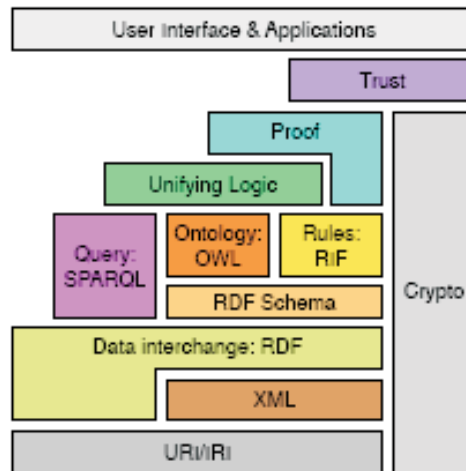 User Interface & Applications
Trust
Proof
Unifying Logic
Query:
SPARQL
Ontology:
OWL
Rules:
RIF
Crypto
RDF Schema
Data interchange: RDF
XML
URI/IRI